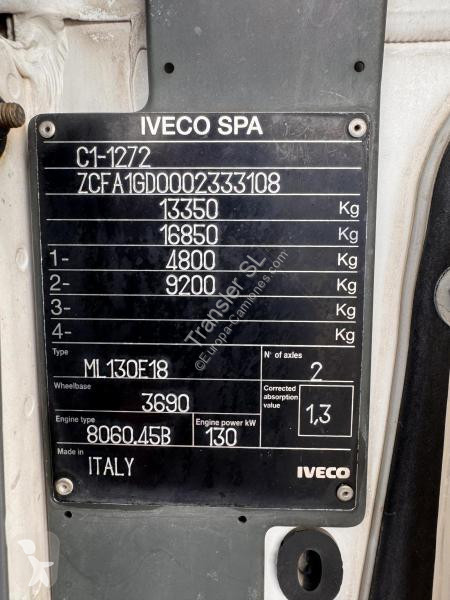 IVECO SPA
C1-1272
ZCFA1GD0002333108
13350 Kg
16850 Kg
1- 4800 Kg
2- 9200 Kg
3- Kg
4- Kg
Type
ML130E18
N° of axles
2
Wheelbase
3690
Corrected absorption value
1,3
Engine type
8060.45B
Engine power kW
130
Made in
ITALY
IVECO
Transler SL
©Europa-Camiones.com